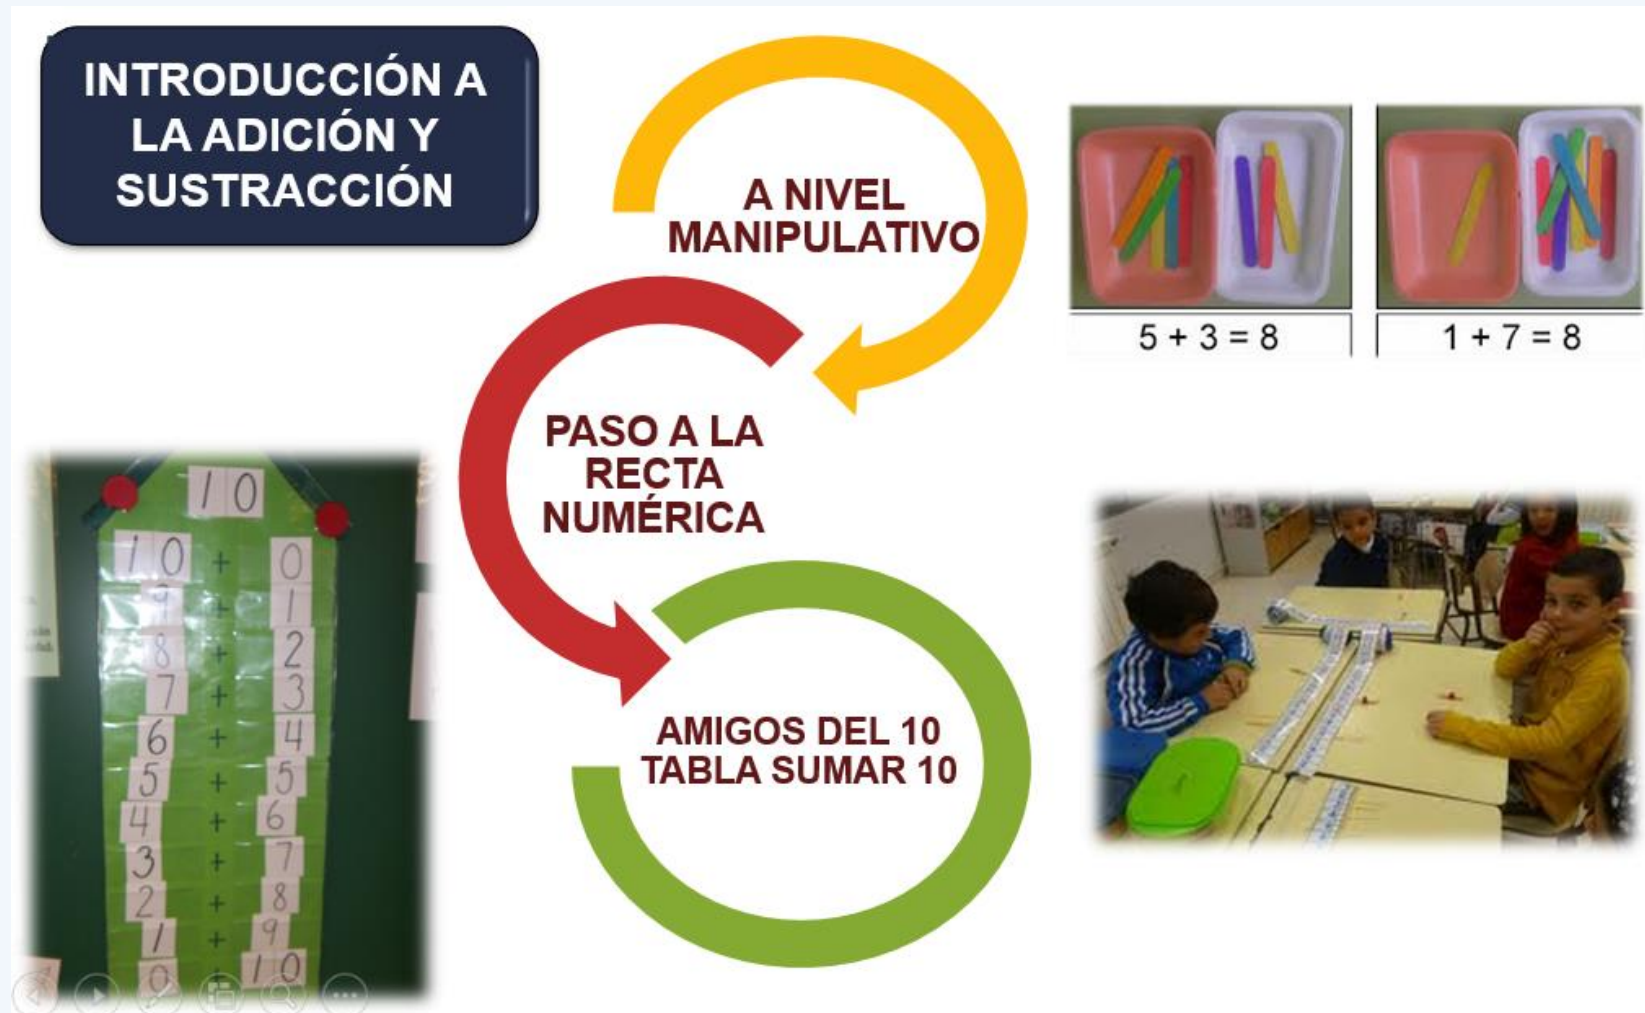 INTRODUCCIÓN A
LA ADICIÓN Y
SUSTRACCIÓN
A NIVEL
MANIPULATIVO
5 + 3 = 8
1 + 7 = 8
PASO A LA
RECTA
NUMÉRICA
AMIGOS DEL 10
TABLA SUMAR 10
10
10 + 0
9 + 1
8 + 2
7 + 3
6 + 4
5 + 5
4 + 6
3 + 7
2 + 8
1 + 9
0 + 10